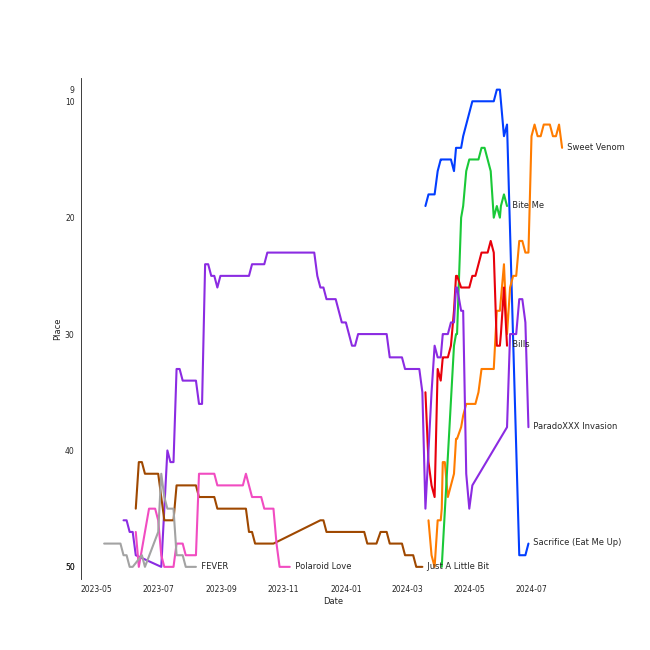 9
10
Sweet Venom
Bite Me
20
Place
30
Bills
40
ParadoXXX Invasion
Sacrifice (Eat Me Up)
50
FEVER
Polaroid Love
Just A Little Bit
2023-05
2023-07
2023-09
2023-11
2024-01
2024-03
2024-05
2024-07
Date